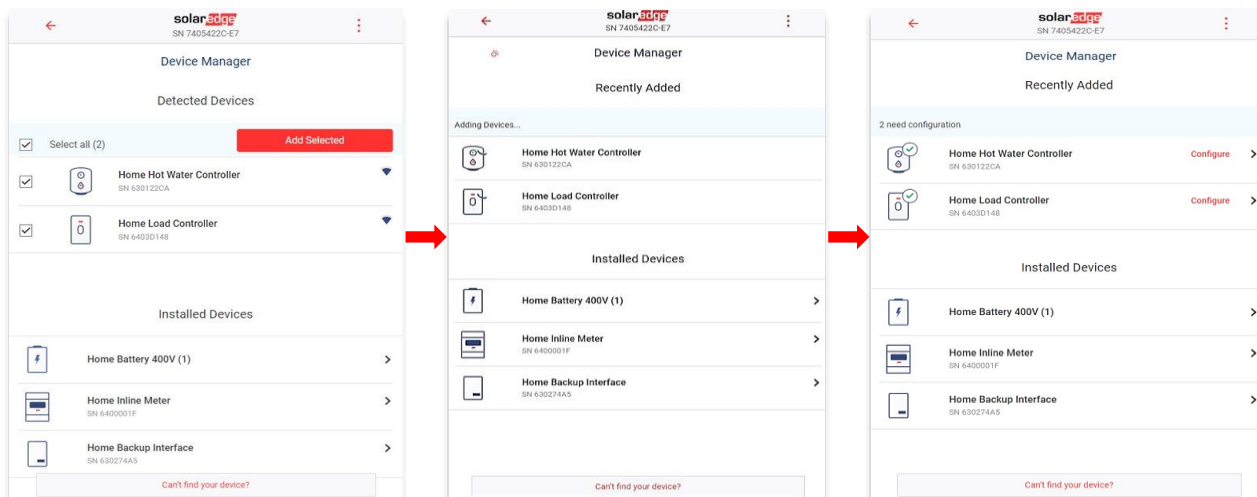 solaredge
SN 7405422C-E7
Device Manager
Detected Devices
Select all (2)
Add Selected
Home Hot Water Controller
SN 630122CA
Home Load Controller
SN 6403D148
Installed Devices
Home Battery 400V (1)
Home Inline Meter
SN 6400001F
Home Backup Interface
SN 630274A5
Can't find your device?
solaredge
SN 7405422C-E7
Device Manager
Recently Added
Adding Devices...
Home Hot Water Controller
SN 630122CA
Home Load Controller
SN 6403D148
Installed Devices
Home Battery 400V (1)
Home Inline Meter
SN 6400001F
Home Backup Interface
SN 630274A5
Can't find your device?
solaredge
SN 7405422C-E7
Device Manager
Recently Added
2 need configuration
Home Hot Water Controller
SN 630122CA
Configure
Home Load Controller
SN 6403D148
Configure
Installed Devices
Home Battery 400V (1)
Home Inline Meter
SN 6400001F
Home Backup Interface
SN 630274A5
Can't find your device?